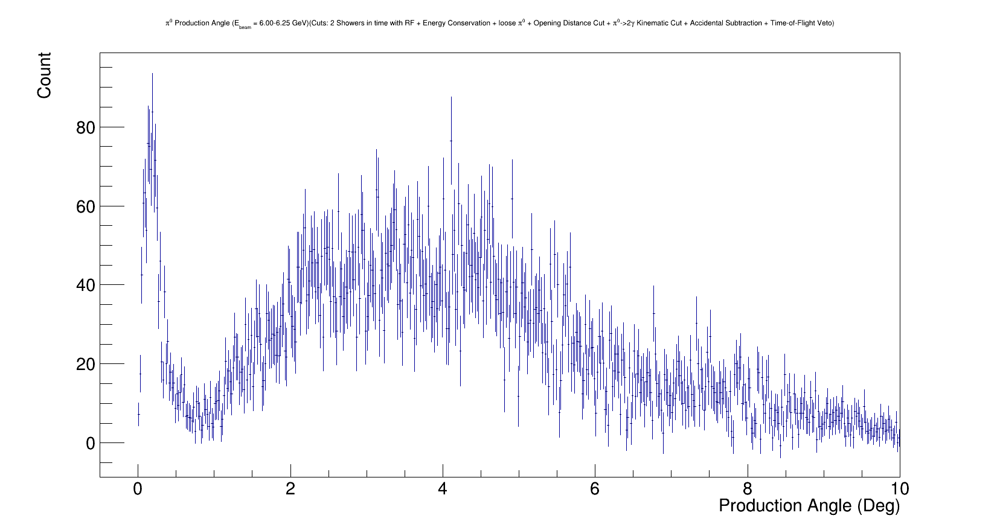 π⁰ Production Angle (E_beam = 6.00-6.25 GeV)(Cuts: 2 Showers in time with RF + Energy Conservation + loose π⁰ + Opening Distance Cut + π⁰->2γ Kinematic Cut + Accidental Subtraction + Time-of-Flight Veto)
Count
80
60
40
20
0
0 2 4 6 8 10
Production Angle (Deg)